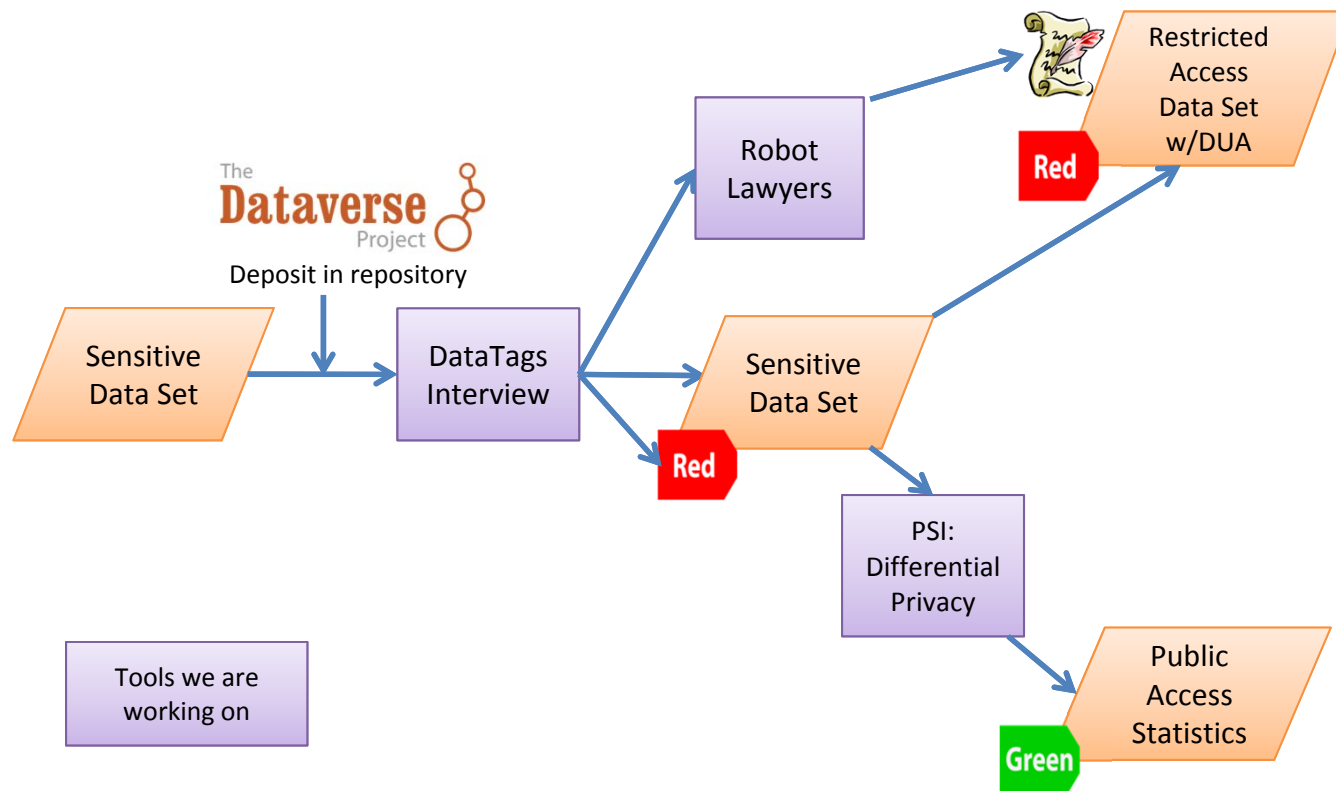 The
Dataverse
Project
Deposit in repository
Sensitive
Data Set
DataTags
Interview
Robot
Lawyers
Restricted
Access
Data Set
w/DUA
Red
Sensitive
Data Set
Red
PSI:
Differential
Privacy
Public
Access
Statistics
Green
Tools we are
working on